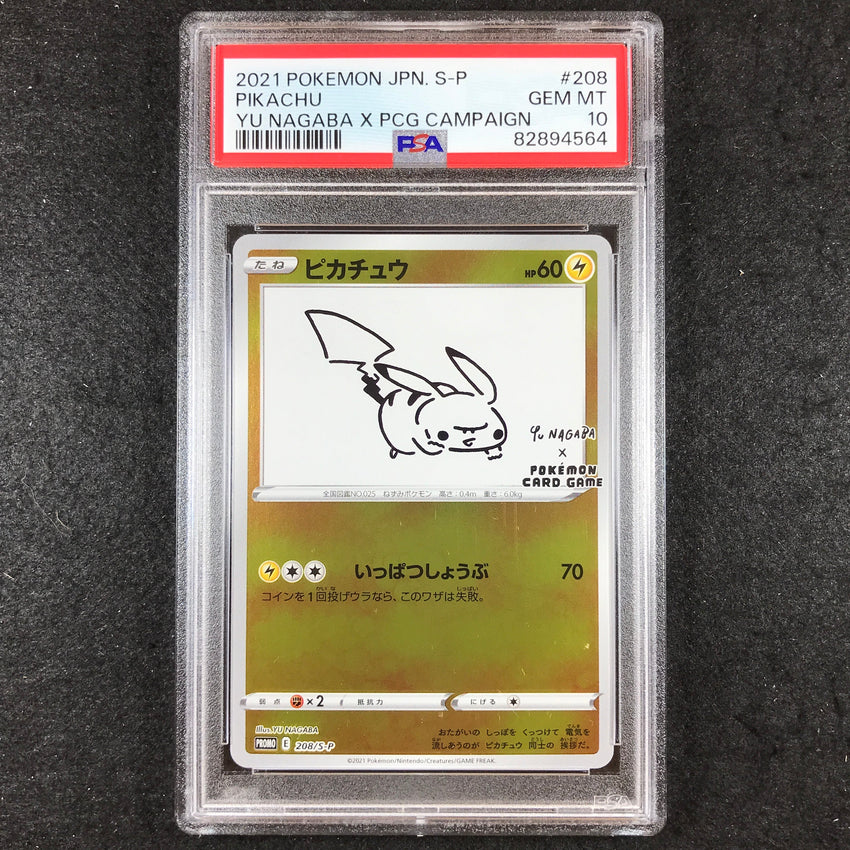 2021 POKEMON JPN. S-P #208
PIKACHU GEM MT
YU NAGABA X PCG CAMPAIGN 10
PSA 82894564
たね ピカチュウ HP60
YU NAGABA
X
POKÉMON
CARD GAME
全国図鑑NO.025 ねずみポケモン 高さ:0.4m 重さ:6.0kg
いっぱつしょうぶ 70
コインを1回投げウラなら、このワザは失敗。
弱点 ×2 抵抗力 にげる
Illus. YU NAGABA
PROMO E 208/S-P
おたがいの しっぽを くっつけて 電気を
流しあうのが ピカチュウ 同士の 挨拶だ。
©2021 Pokémon/Nintendo/Creatures/GAME FREAK.